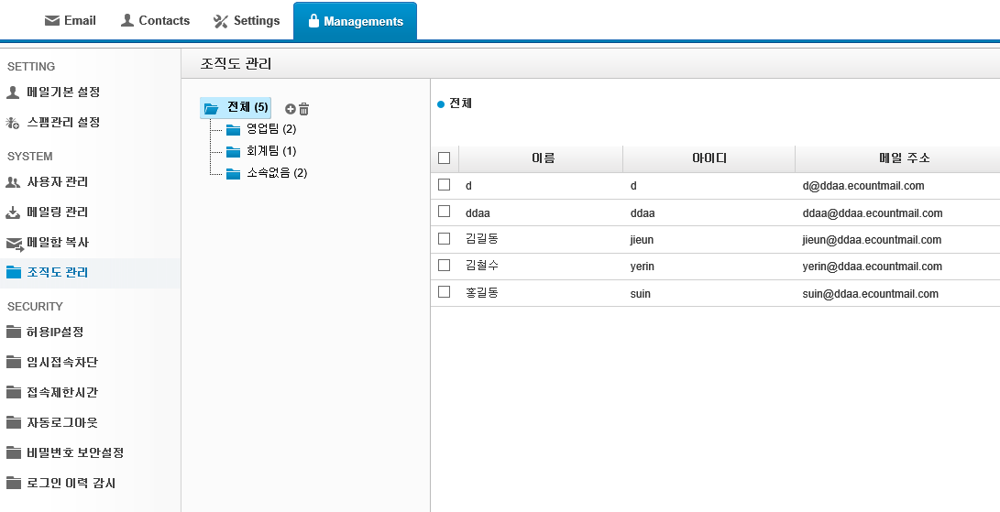 Email Contacts Settings Managements
SETTING
메일기본 설정
스팸관리 설정
SYSTEM
사용자 관리
메일링 관리
메일함 복사
조직도 관리
SECURITY
허용IP설정
임시접속차단
접속제한시간
자동로그아웃
비밀번호 보안설정
로그인 이력 감시
조직도 관리
전체 (5)
영업팀 (2)
회계팀 (1)
소속없음 (2)
전체
이름 아이디 메일 주소
d d d@ddaa.ecountmail.com
ddaa ddaa ddaa@ddaa.ecountmail.com
김길동 jieun jieun@ddaa.ecountmail.com
김철수 yerin yerin@ddaa.ecountmail.com
홍길동 suin suin@ddaa.ecountmail.com